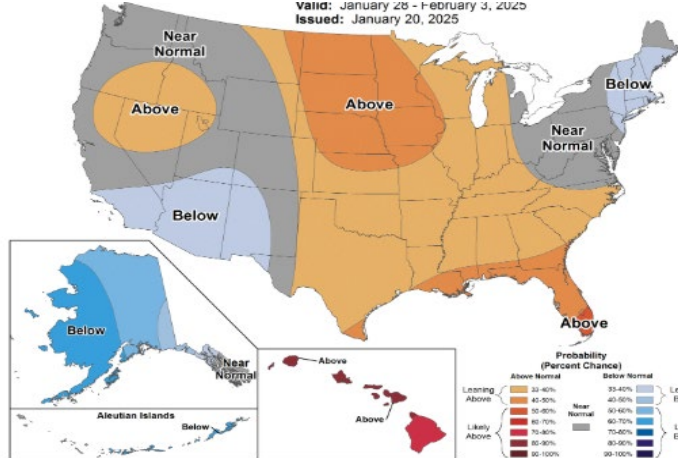 Valid: January 28 - February 3, 2025
Issued: January 20, 2025
Near
Normal
Above
Above
Below
Near
Normal
Below
Above
Below
Near
Normal
Aleutian Islands
Below
Above
Above
Probability
(Percent Chance)
Above Normal
Below Normal
Leaning
Above
Likely
Above
33-40%
40-50%
50-60%
60-70%
70-80%
80-90%
90-100%
Near
Normal
33-40%
40-50%
50-60%
60-70%
70-80%
80-90%
90-100%